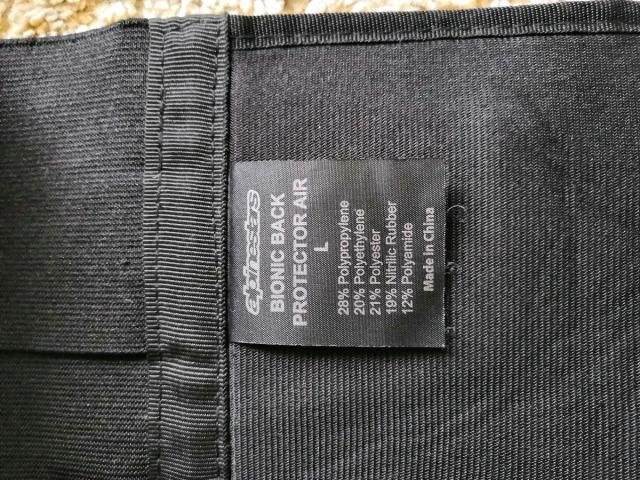 alpinestars
BIONIC BACK
PROTECTOR AIR
L
28% Polypropylene
20% Polyethylene
21% Polyester
19% Nitrilic Rubber
12% Polyamide
Made in China